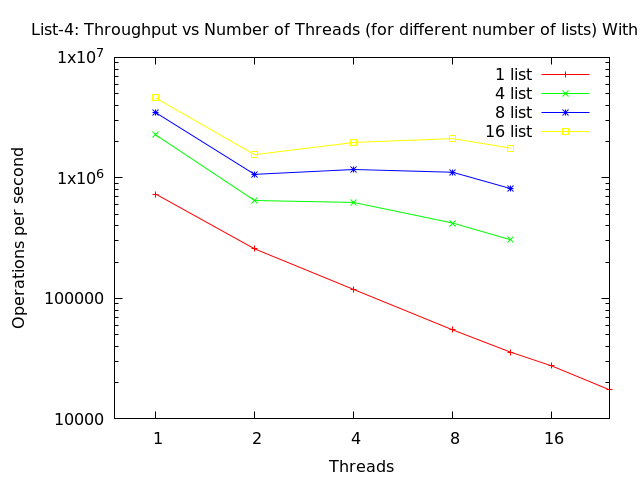 List-4: Throughput vs Number of Threads (for different number of lists) With
1x10^7
1 list
4 list
8 list
16 list
1x10^6
Operations per second
100000
10000
1 2 4 8 16
Threads